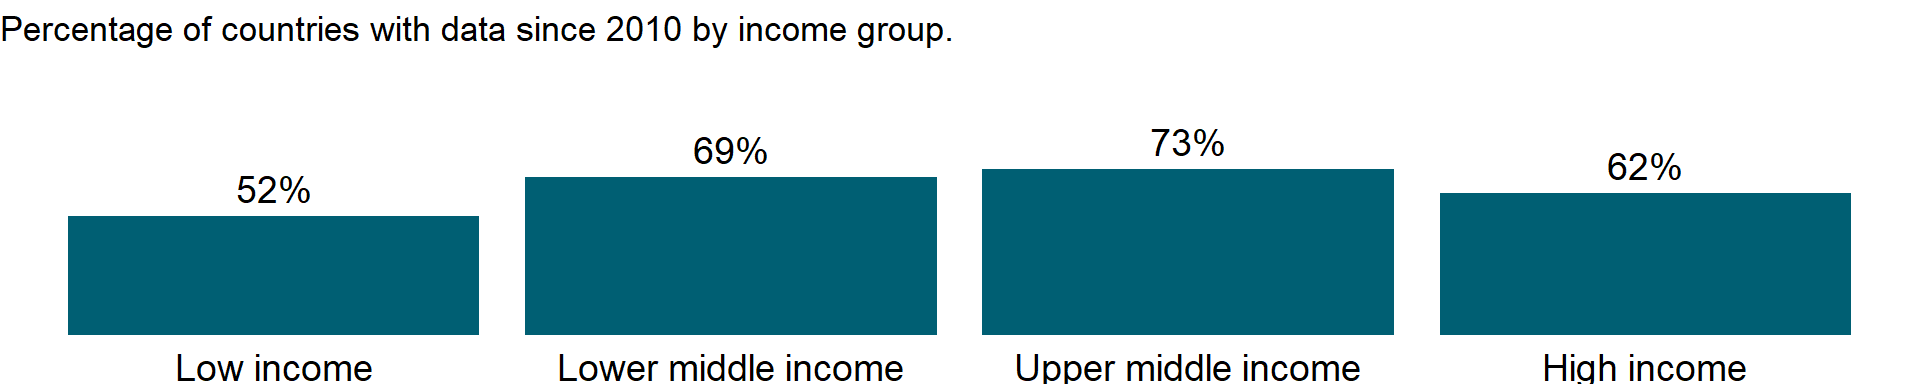 Percentage of countries with data since 2010 by income group.
52%
69%
73%
62%
Low income
Lower middle income
Upper middle income
High income